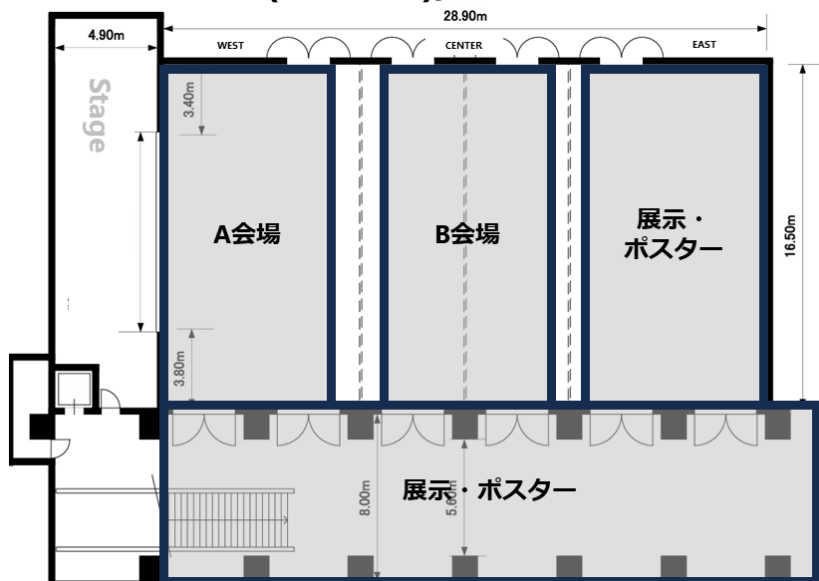 28.90m
4.90m
WEST
CENTER
EAST
Stage
3.40m
A会場
B会場
展示・
ポスター
16.50m
3.80m
展示・ポスター
8.00m
5.60m